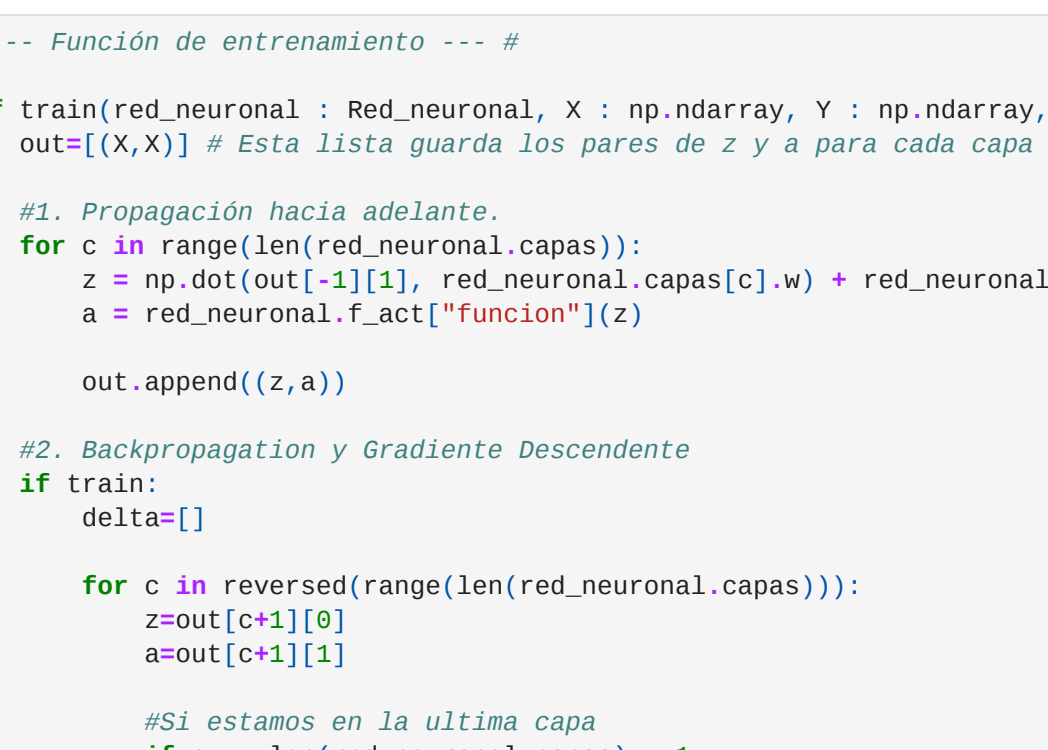 -- Función de entrenamiento --- #
train(red_neuronal : Red_neuronal, X : np.ndarray, Y : np.ndarray,
out=[(X,X)] # Esta lista guarda los pares de z y a para cada capa
#1. Propagación hacia adelante.
for c in range(len(red_neuronal.capas)):
z = np.dot(out[-1][1], red_neuronal.capas[c].w) + red_neuronal
a = red_neuronal.f_act["funcion"](z)
out.append((z,a))
#2. Backpropagation y Gradiente Descendente
if train:
delta=[]
for c in reversed(range(len(red_neuronal.capas))):
z=out[c+1][0]
a=out[c+1][1]
#Si estamos en la ultima capa